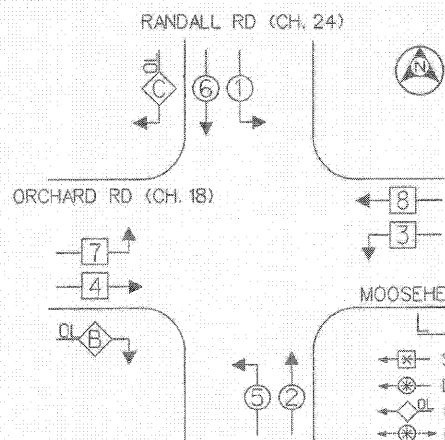 RANDALL RD (CH. 24)
OL
C
6
1
N
ORCHARD RD (CH. 18)
8
7
3
4
MOOSEHE
OL
B
5
2
OL